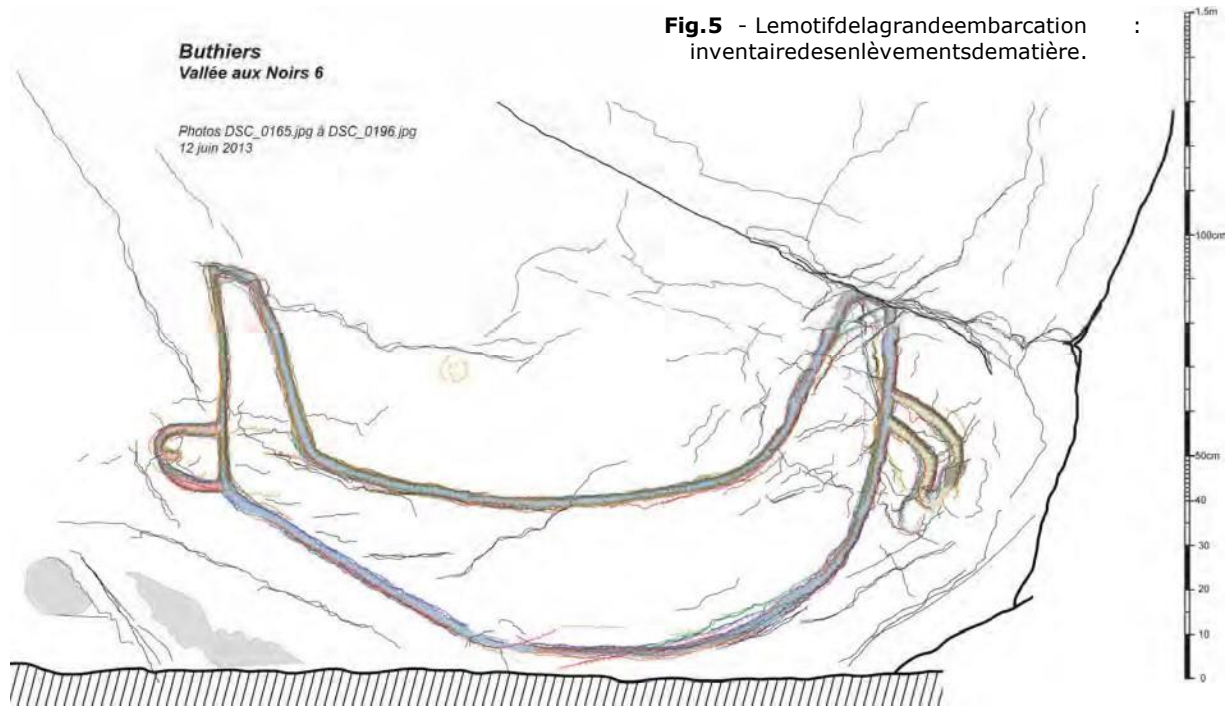 Buthiers
Vallée aux Noirs 6
Photos DSC_0165.jpg à DSC_0196.jpg
12 juin 2013
Fig.5 - Lemotifdelagrandeembarcation :
inventairedesenlèvementsdematière.
1.5m
100cm
50cm
40
30
20
10
0